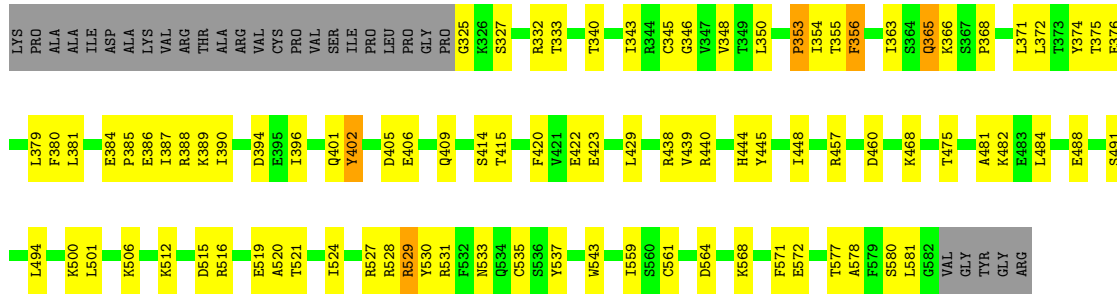 LYS PRO ALA ALA ILE ASP ALA LYS VAL ARG THR ALA ARG VAL CYS PRO VAL SER ILE PRO LEU PRO GLY PRO G325 K326 S327 R332 T333 T340 I343 R344 C345 G346 V347 V348 T349 L350 P353 I354 T355 F356 I363 S364 Q365 K366 S367 P368 L371 L372 T373 Y374 T375 E376
L379 F380 L381 E384 P385 E386 I387 R388 K389 I390 D394 E395 I396 Q401 Y402 D405 E406 Q409 S414 T415 F420 V421 E422 E423 L429 R438 V439 R440 H444 Y445 I448 R457 D460 K468 T475 A481 K482 E483 L484 E488 S491
L494 K500 L501 K506 K512 D515 R516 E519 A520 T521 I524 R527 R528 R529 Y530 R531 F532 N533 Q534 C535 S536 Y537 W543 I559 S560 C561 D564 K568 F571 E572 T577 A578 F579 S580 L581 G582 VAL GLY TYR GLY ARG